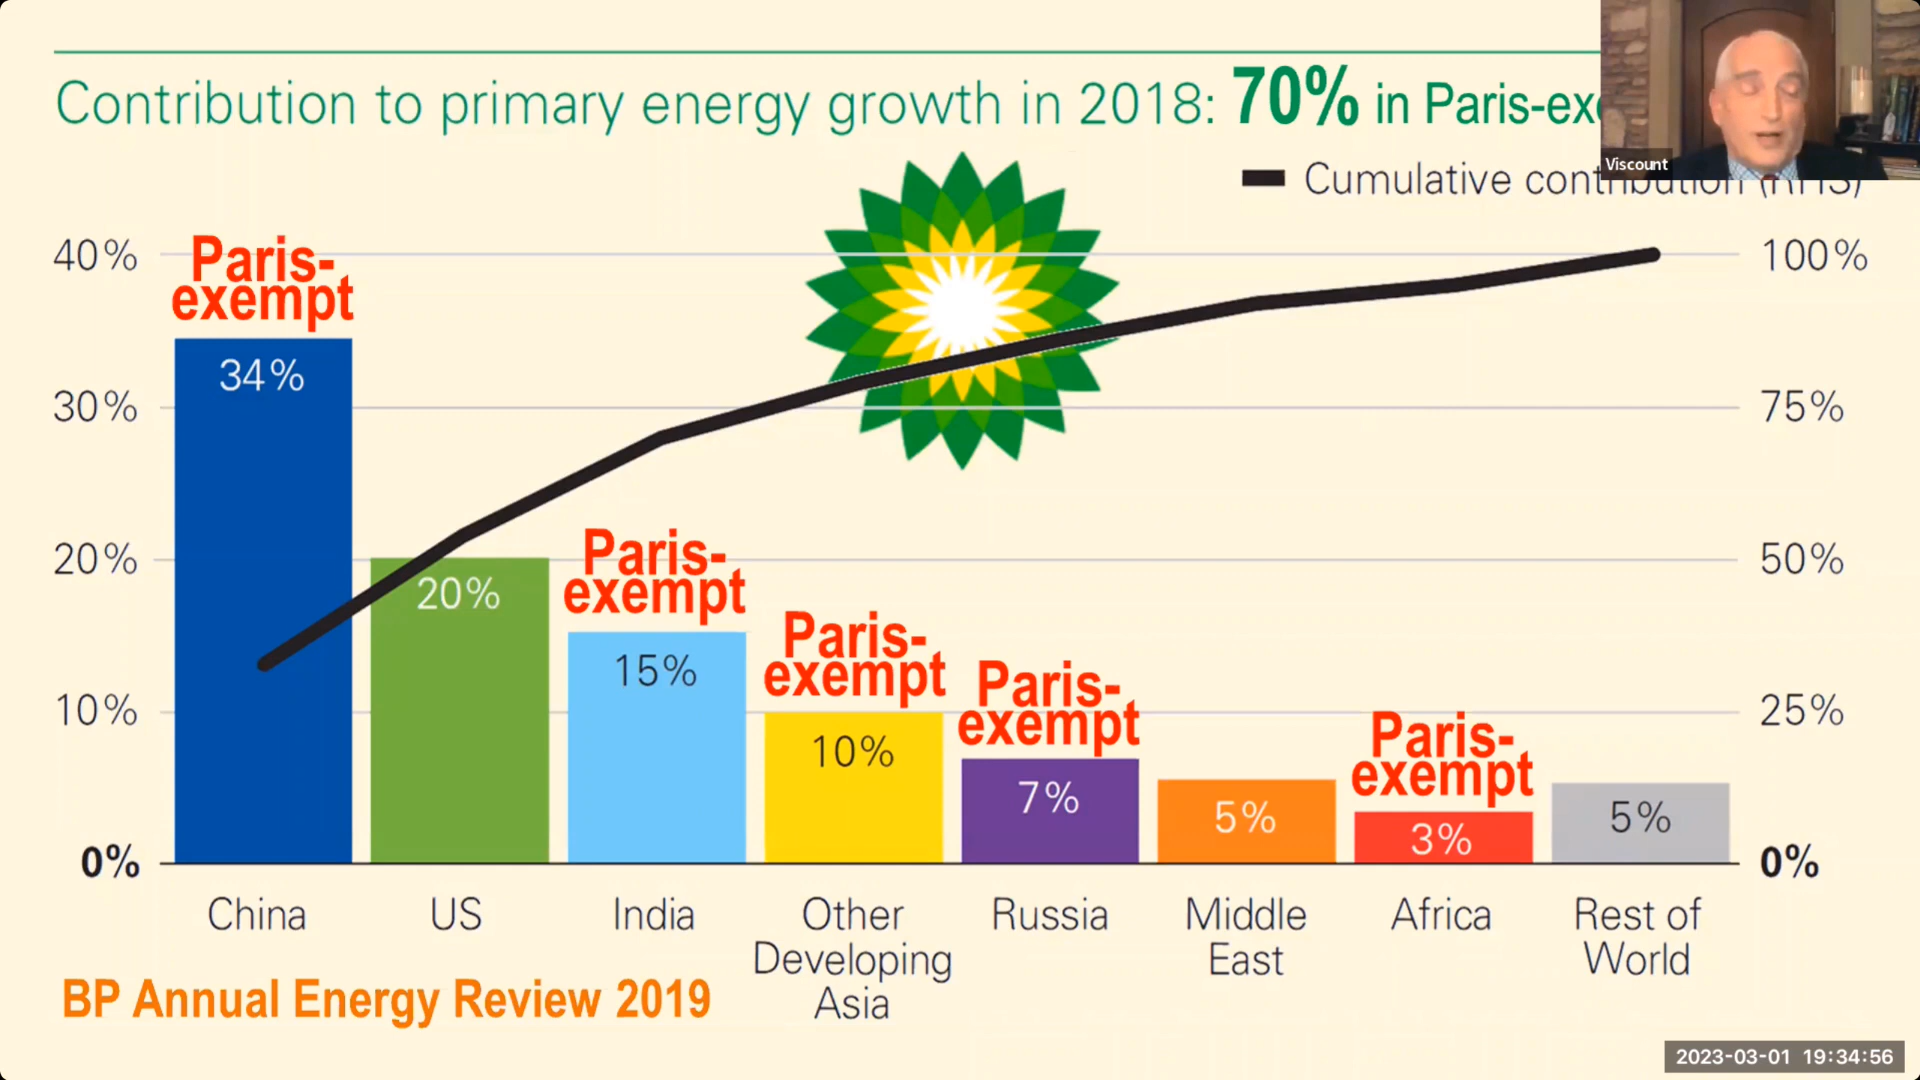 Contribution to primary energy growth in 2018: 70% in Paris-ex
Viscount
Cumulative contribution (RHS)
40%
30%
20%
10%
0%
100%
75%
50%
25%
0%
Paris-
exempt
34%
20%
Paris-
exempt
15%
Paris-
exempt
10%
Paris-
exempt
7%
5%
Paris-
exempt
3%
5%
China
US
India
Other
Developing
Asia
Russia
Middle
East
Africa
Rest of
World
BP Annual Energy Review 2019
2023-03-01 19:34:56